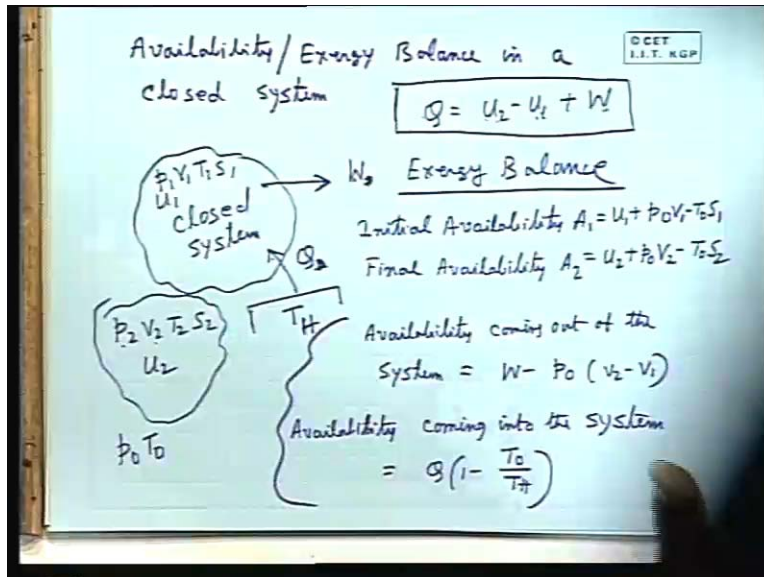 Availability/Exergy Balance in a
closed system
© CET
I.I.T. KGP
Q = U₂ - U₁ + W
p₁ V₁ T₁ S₁
U₁
closed
system
W
Exergy Balance
Initial Availability A₁ = U₁ + p₀V₁ - T₀S₁
Final Availability A₂ = U₂ + p₀V₂ - T₀S₂
Q
T_H
p₂ V₂ T₂ S₂
U₂
p₀ T₀
Availability coming out of the
system = W - p₀ (V₂ - V₁)
Availability coming into the system
= Q(1 - T₀/T_H)